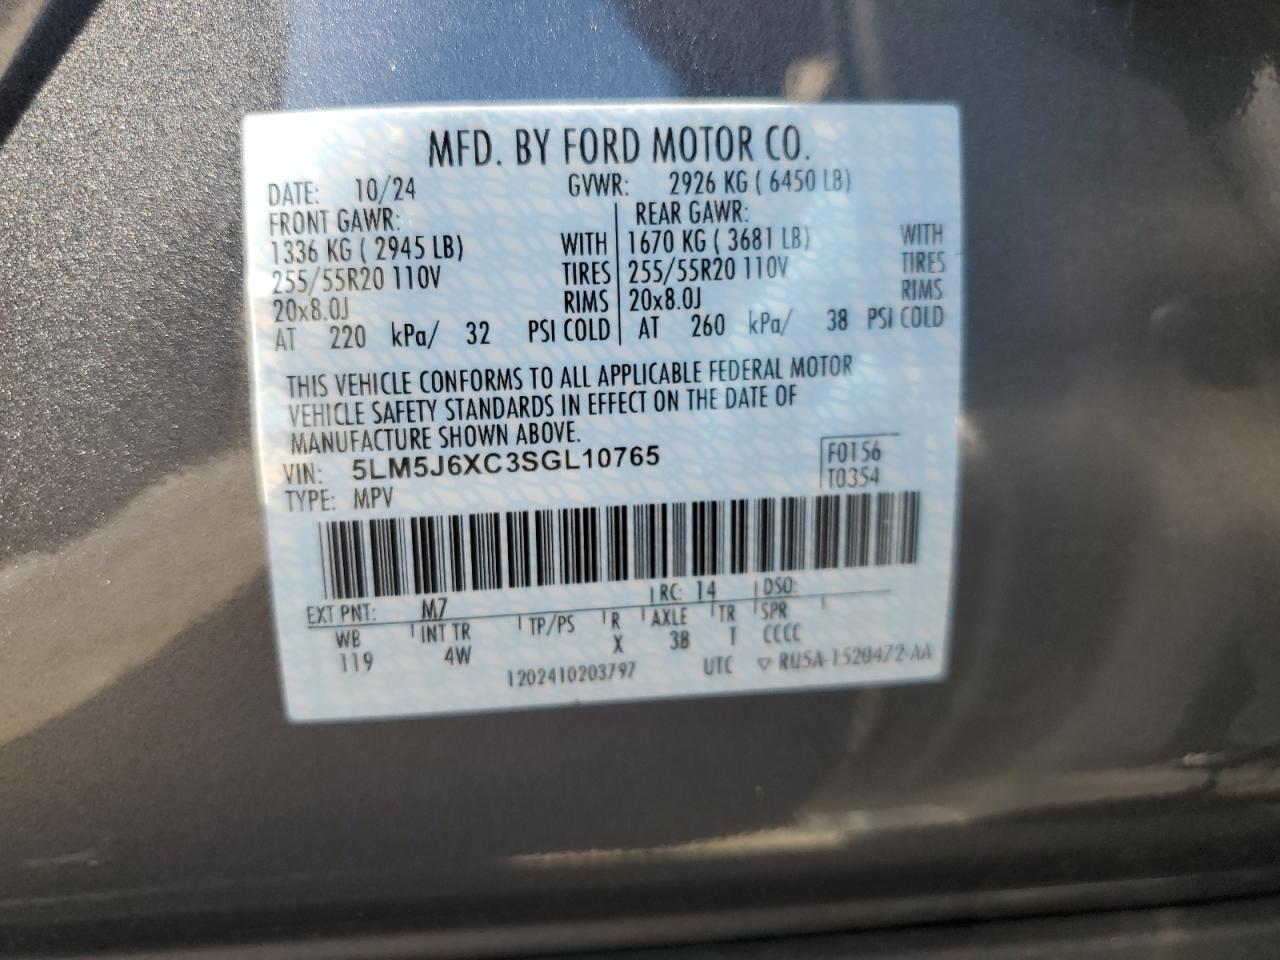 MFD. BY FORD MOTOR CO.
DATE: 10/24 GVWR: 2926 KG ( 6450 LB)
FRONT GAWR: REAR GAWR:
1336 KG ( 2945 LB) WITH 1670 KG ( 3681 LB) WITH
255/55R20 110V TIRES 255/55R20 110V TIRES
20x8.0J RIMS 20x8.0J RIMS
AT 220 kPa/ 32 PSI COLD AT 260 kPa/ 38 PSI COLD
THIS VEHICLE CONFORMS TO ALL APPLICABLE FEDERAL MOTOR
VEHICLE SAFETY STANDARDS IN EFFECT ON THE DATE OF
MANUFACTURE SHOWN ABOVE.
VIN: 5LM5J6XC3SGL10765 F0156
TYPE: MPV T0354
EXT PNT: M7 RC: 14 DSO:
WB INT TR TP/PS R AXLE TR SPR
119 4W X 38 T CCCC
1202410203797 UTC ▽ RU5A-1520472-AA